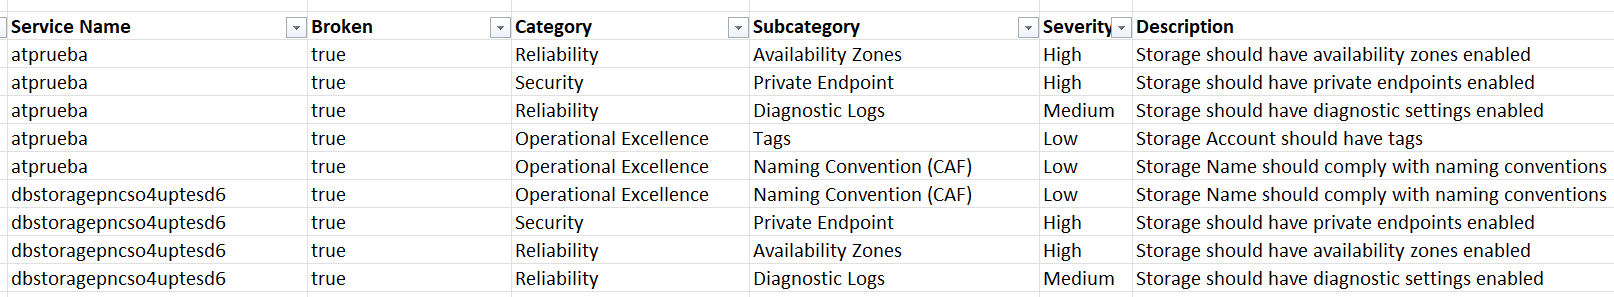 Service Name Broken Category Subcategory Severity Description
atprueba true Reliability Availability Zones High Storage should have availability zones enabled
atprueba true Security Private Endpoint High Storage should have private endpoints enabled
atprueba true Reliability Diagnostic Logs Medium Storage should have diagnostic settings enabled
atprueba true Operational Excellence Tags Low Storage Account should have tags
atprueba true Operational Excellence Naming Convention (CAF) Low Storage Name should comply with naming conventions
dbstoragepncso4uptesd6 true Operational Excellence Naming Convention (CAF) Low Storage Name should comply with naming conventions
dbstoragepncso4uptesd6 true Security Private Endpoint High Storage should have private endpoints enabled
dbstoragepncso4uptesd6 true Reliability Availability Zones High Storage should have availability zones enabled
dbstoragepncso4uptesd6 true Reliability Diagnostic Logs Medium Storage should have diagnostic settings enabled